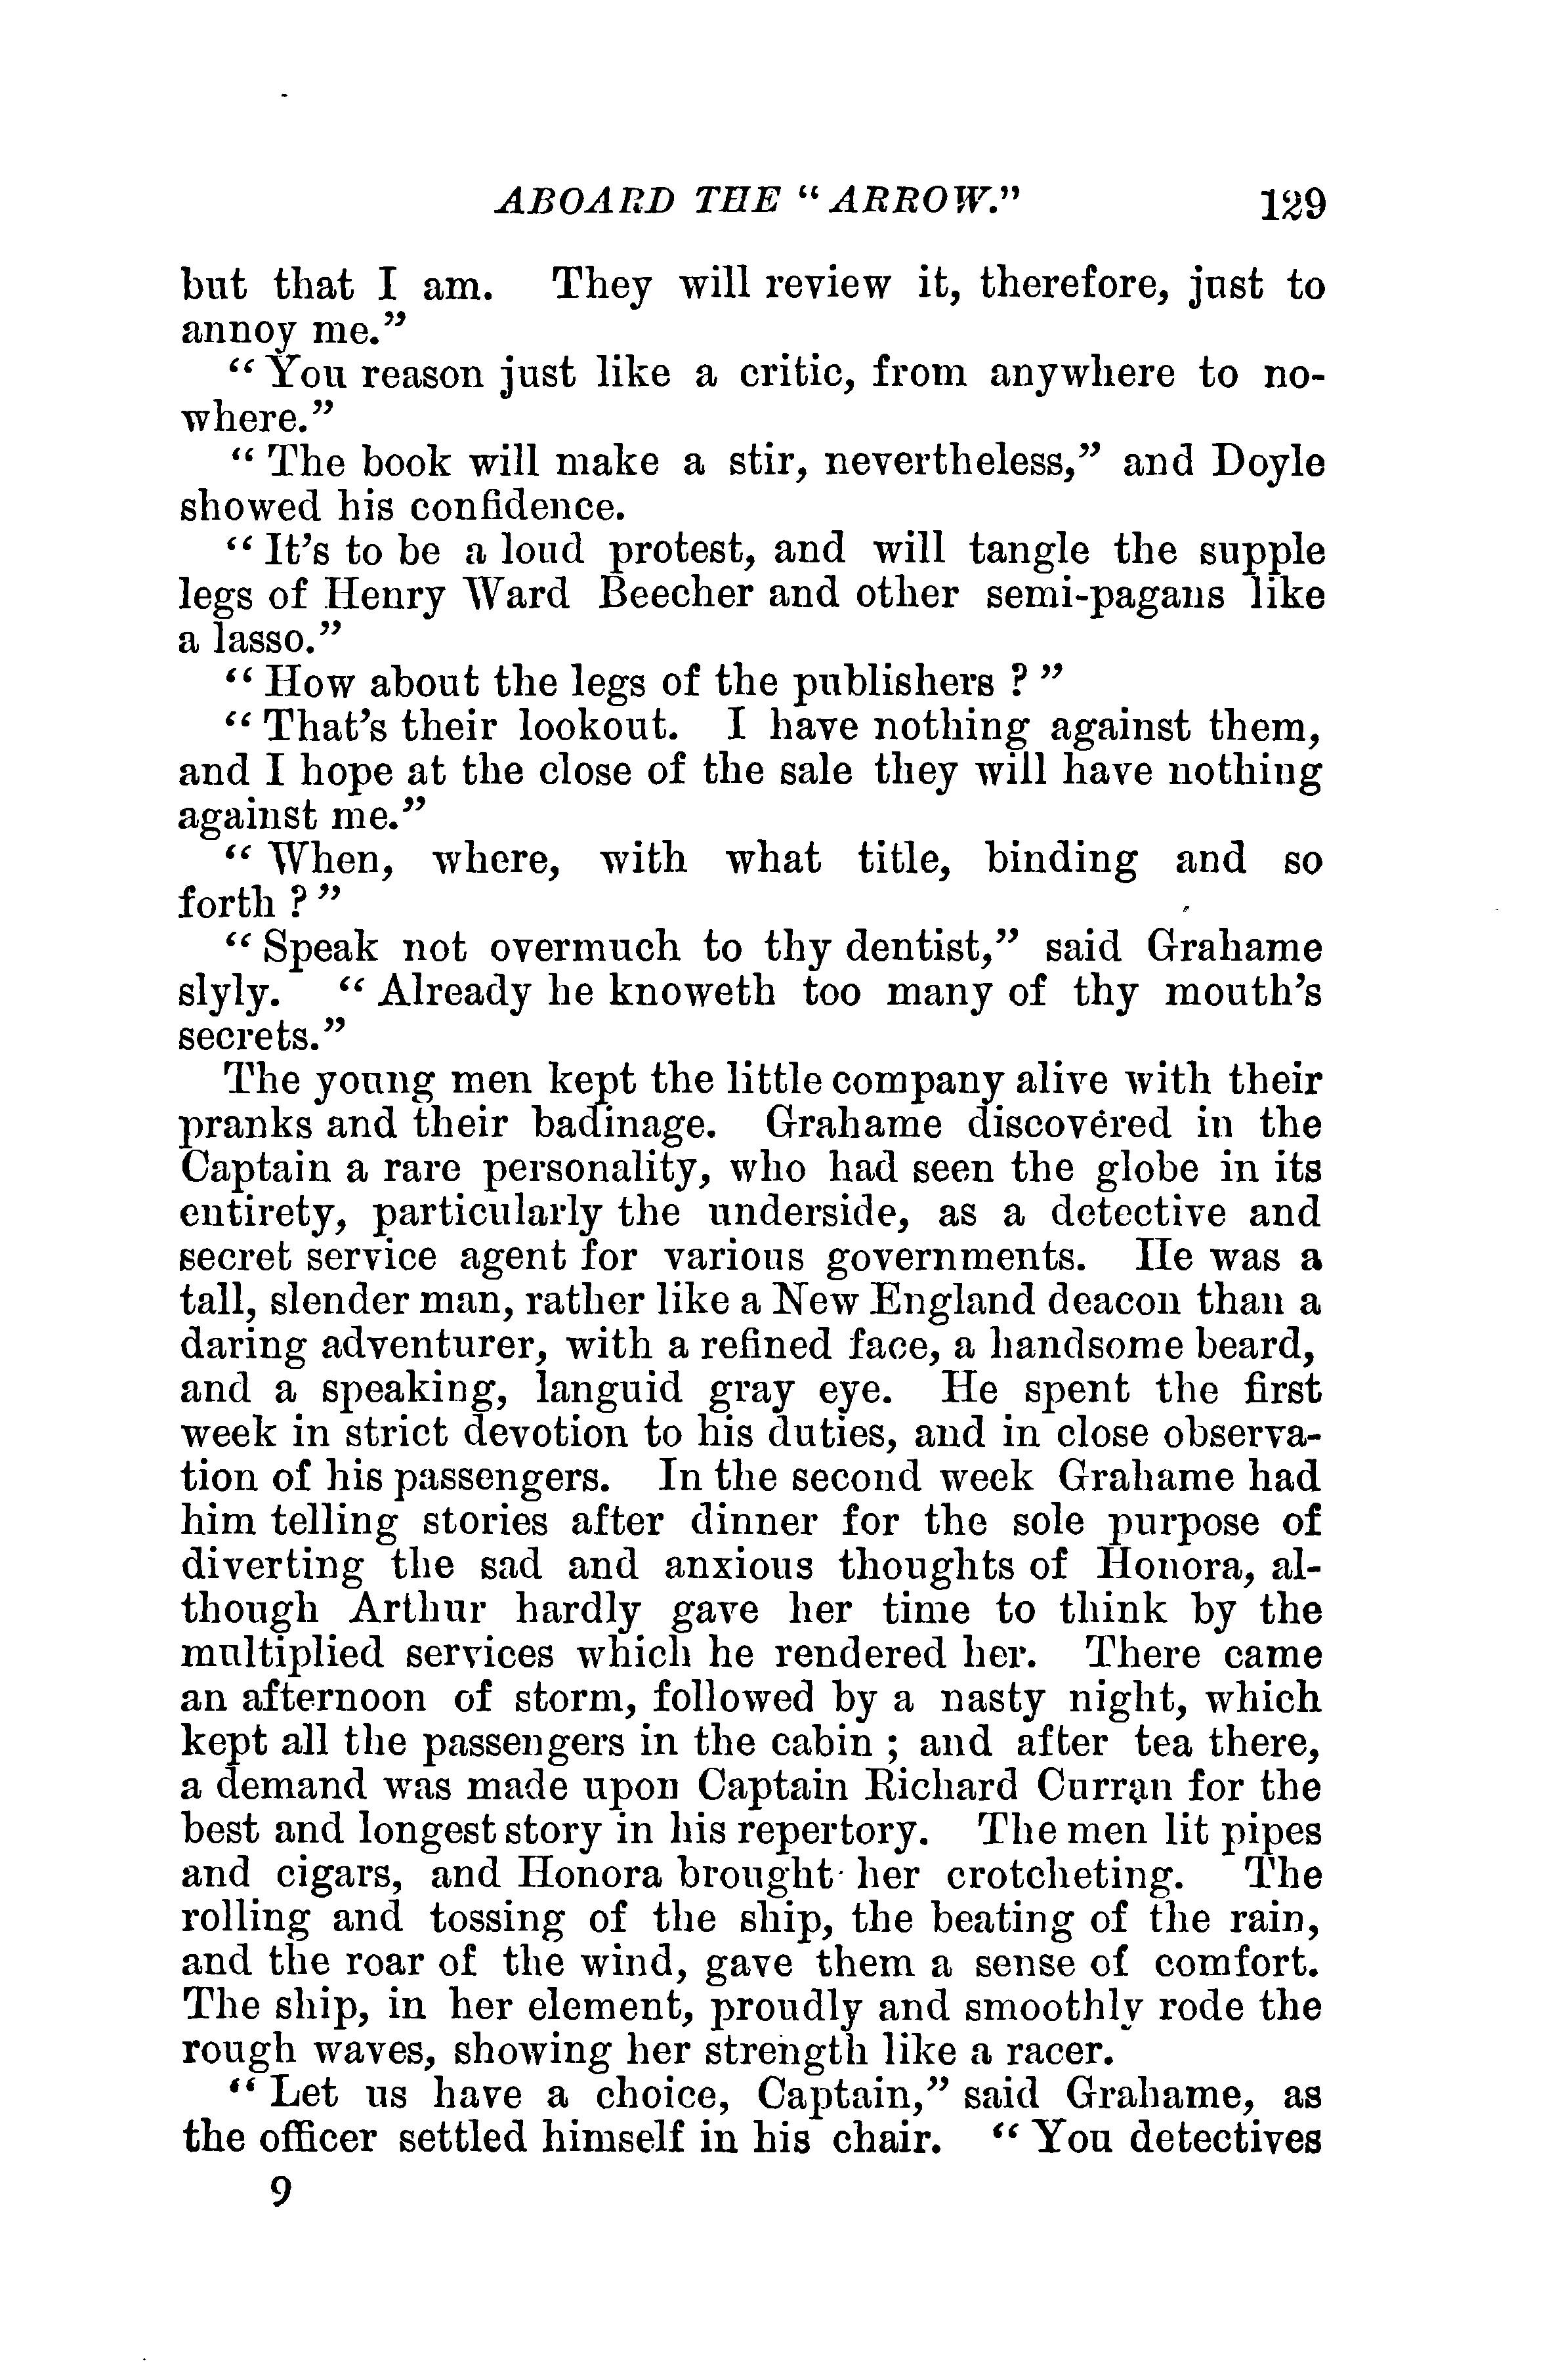 ABOARD THE "ARROW." 129
but that I am. They will review it, therefore, just to
annoy me."
"You reason just like a critic, from anywhere to no-
where."
"The book will make a stir, nevertheless," and Doyle
showed his confidence.
"It's to be a loud protest, and will tangle the supple
legs of Henry Ward Beecher and other semi-pagans like
a lasso."
"How about the legs of the publishers?"
"That's their lookout. I have nothing against them,
and I hope at the close of the sale they will have nothing
against me."
"When, where, with what title, binding and so
forth?"
"Speak not overmuch to thy dentist," said Grahame
slyly. "Already he knoweth too many of thy mouth's
secrets."
The young men kept the little company alive with their
pranks and their badinage. Grahame discovered in the
Captain a rare personality, who had seen the globe in its
entirety, particularly the underside, as a detective and
secret service agent for various governments. He was a
tall, slender man, rather like a New England deacon than a
daring adventurer, with a refined face, a handsome beard,
and a speaking, languid gray eye. He spent the first
week in strict devotion to his duties, and in close observa-
tion of his passengers. In the second week Grahame had
him telling stories after dinner for the sole purpose of
diverting the sad and anxious thoughts of Honora, al-
though Arthur hardly gave her time to think by the
multiplied services which he rendered her. There came
an afternoon of storm, followed by a nasty night, which
kept all the passengers in the cabin; and after tea there,
a demand was made upon Captain Richard Curran for the
best and longest story in his repertory. The men lit pipes
and cigars, and Honora brought her crotcheting. The
rolling and tossing of the ship, the beating of the rain,
and the roar of the wind, gave them a sense of comfort.
The ship, in her element, proudly and smoothly rode the
rough waves, showing her strength like a racer.
"Let us have a choice, Captain," said Grahame, as
the officer settled himself in his chair. "You detectives
9